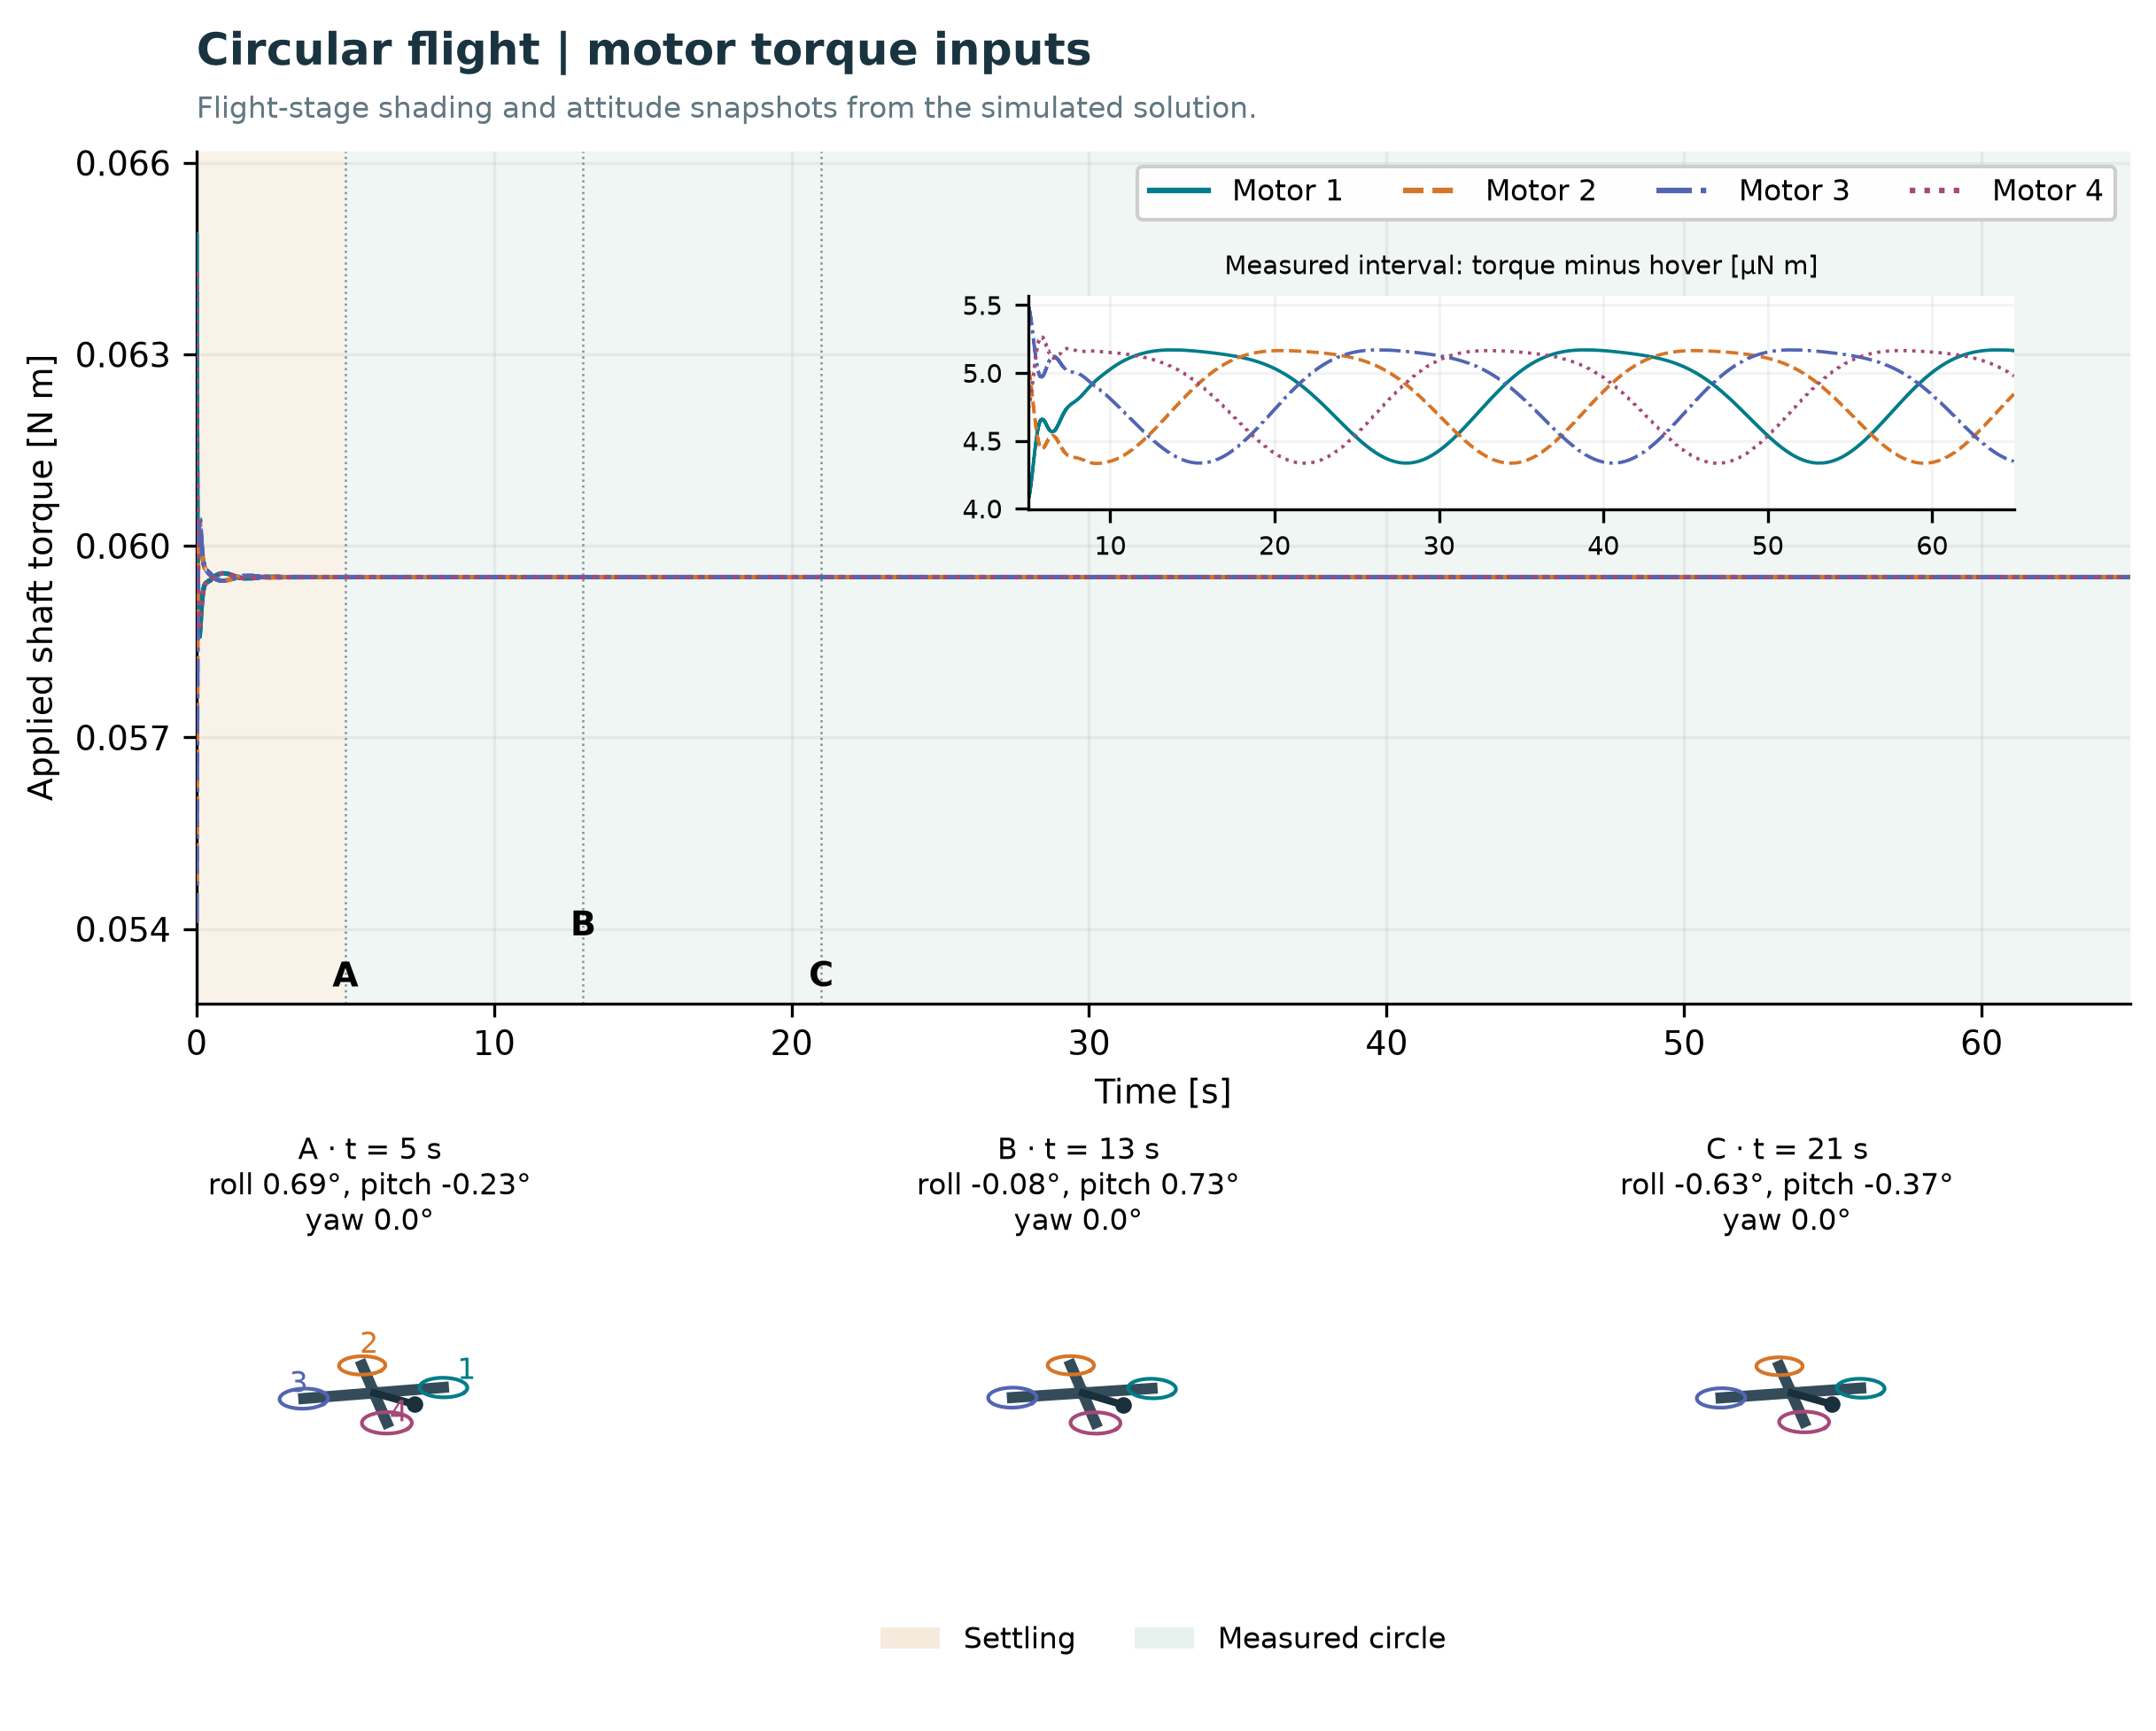 Circular flight | motor torque inputs
Flight-stage shading and attitude snapshots from the simulated solution.
Applied shaft torque [N m]
0.066
0.063
0.060
0.057
0.054
Motor 1 Motor 2 Motor 3 Motor 4
Measured interval: torque minus hover [µN m]
5.5
5.0
4.5
4.0
10 20 30 40 50 60
B
A C
0 10 20 30 40 50 60
Time [s]
A · t = 5 s
roll 0.69°, pitch -0.23°
yaw 0.0°
B · t = 13 s
roll -0.08°, pitch 0.73°
yaw 0.0°
C · t = 21 s
roll -0.63°, pitch -0.37°
yaw 0.0°
2
3 1
4
Settling Measured circle